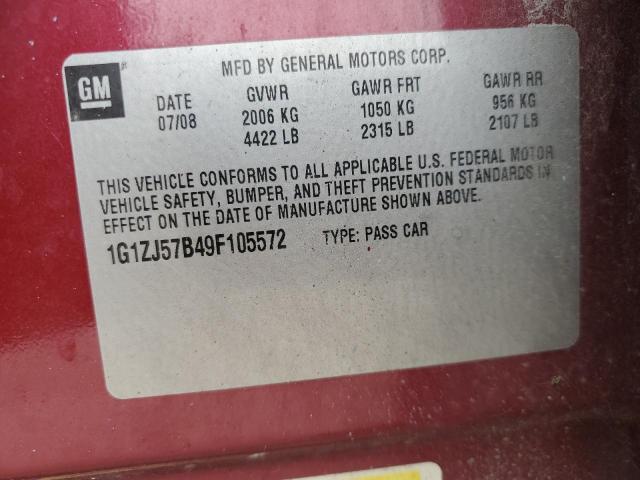 MFD BY GENERAL MOTORS CORP.
GM
DATE GVWR GAWR FRT GAWR RR
07/08 2006 KG 1050 KG 956 KG
4422 LB 2315 LB 2107 LB
THIS VEHICLE CONFORMS TO ALL APPLICABLE U.S. FEDERAL MOTOR
VEHICLE SAFETY, BUMPER, AND THEFT PREVENTION STANDARDS IN
EFFECT ON THE DATE OF MANUFACTURE SHOWN ABOVE.
1G1ZJ57B49F105572 TYPE: PASS CAR